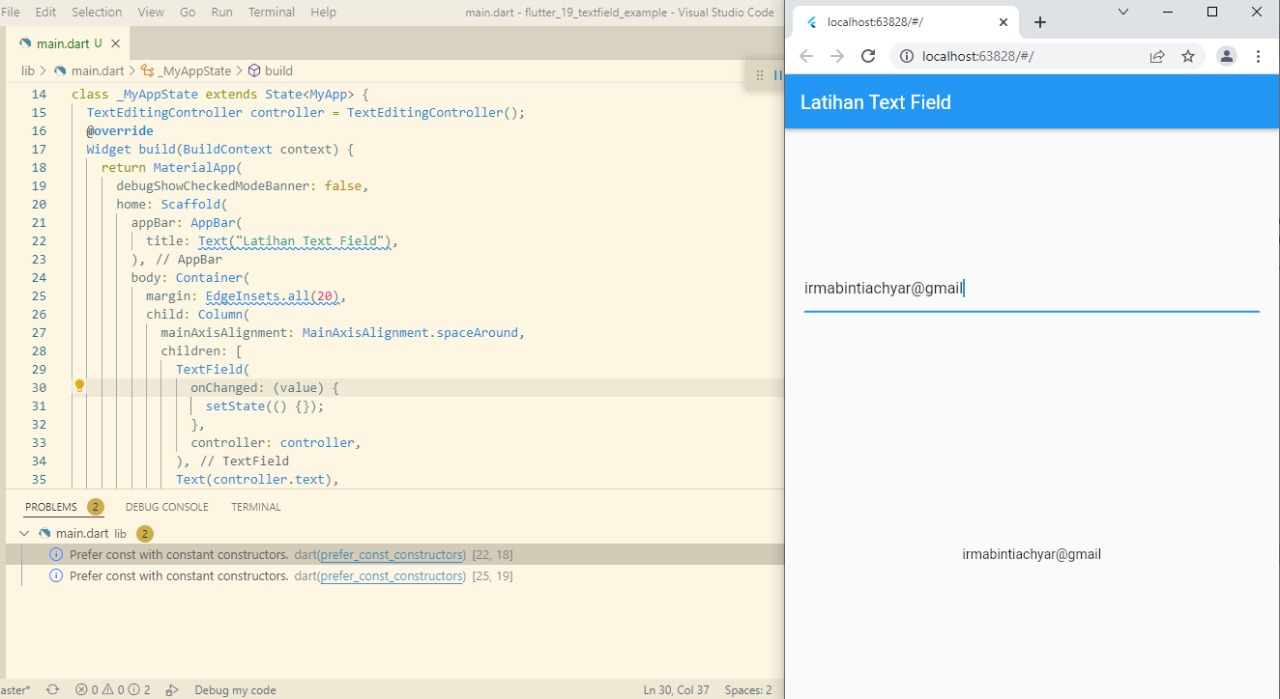 File Edit Selection View Go Run Terminal Help main.dart - flutter_19_textfield_example - Visual Studio Code
main.dart U
lib > main.dart > _MyAppState > build
14 class _MyAppState extends State<MyApp> {
15 TextEditingController controller = TextEditingController();
16 @override
17 Widget build(BuildContext context) {
18 return MaterialApp(
19 debugShowCheckedModeBanner: false,
20 home: Scaffold(
21 appBar: AppBar(
22 title: Text("Latihan Text Field"),
23 ), // AppBar
24 body: Container(
25 margin: EdgeInsets.all(20),
26 child: Column(
27 mainAxisAlignment: MainAxisAlignment.spaceAround,
28 children: [
29 TextField(
30 onChanged: (value) {
31 setState(() {});
32 },
33 controller: controller,
34 ), // TextField
35 Text(controller.text),
PROBLEMS 2 DEBUG CONSOLE TERMINAL
main.dart lib 2
Prefer const with constant constructors. dart(prefer_const_constructors) [22, 18]
Prefer const with constant constructors. dart(prefer_const_constructors) [25, 19]
aster* 0 0 2 Debug my code Ln 30, Col 37 Spaces: 2
localhost:63828/#/
localhost:63828/#/
Latihan Text Field
irmabintiachyar@gmail
irmabintiachyar@gmail